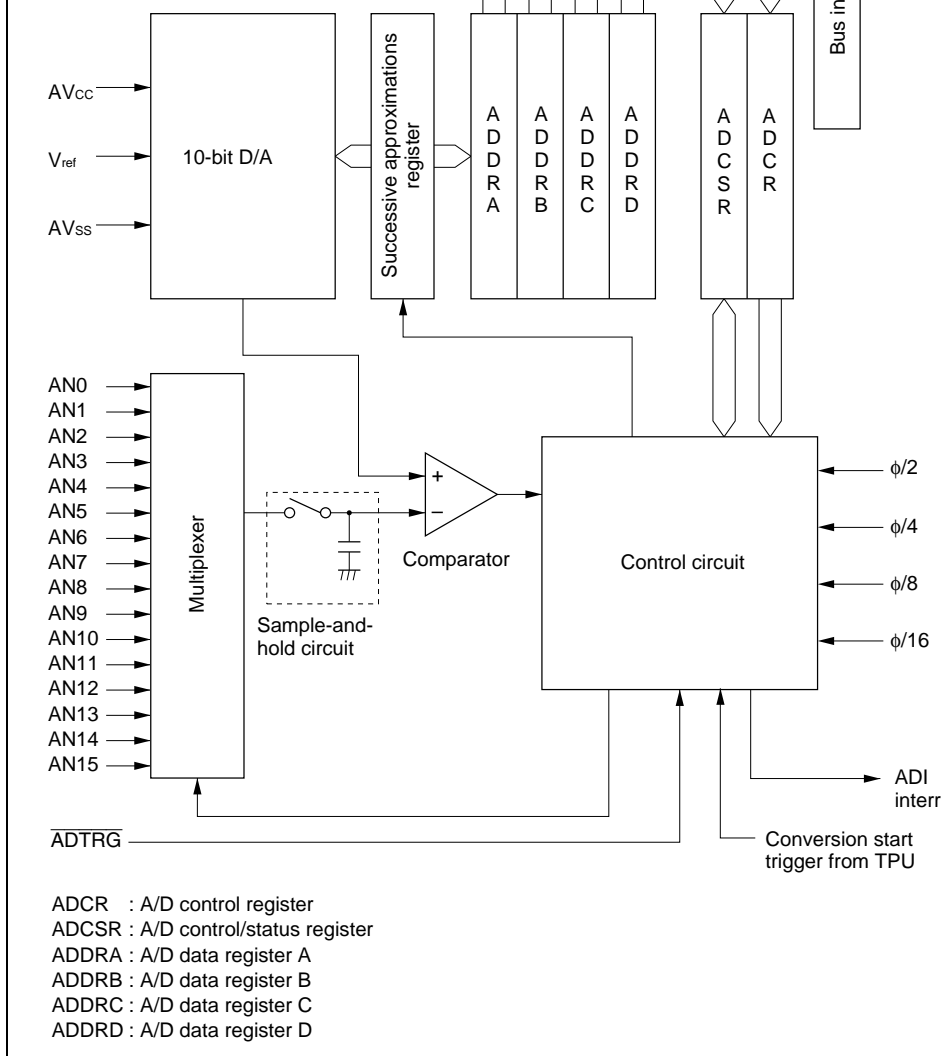 Bus in
AVCC
Vref
AVSS
10-bit D/A
Successive approximations
register
ADDRA
ADDRB
ADDRC
ADDRD
ADCSR
ADCR
AN0
AN1
AN2
AN3
AN4
AN5
AN6
AN7
AN8
AN9
AN10
AN11
AN12
AN13
AN14
AN15
Multiplexer
+
−
Comparator
Sample-and-
hold circuit
Control circuit
ϕ/2
ϕ/4
ϕ/8
ϕ/16
ADI
interr
ADTRG
Conversion start
trigger from TPU
ADCR : A/D control register
ADCSR : A/D control/status register
ADDRA : A/D data register A
ADDRB : A/D data register B
ADDRC : A/D data register C
ADDRD : A/D data register D